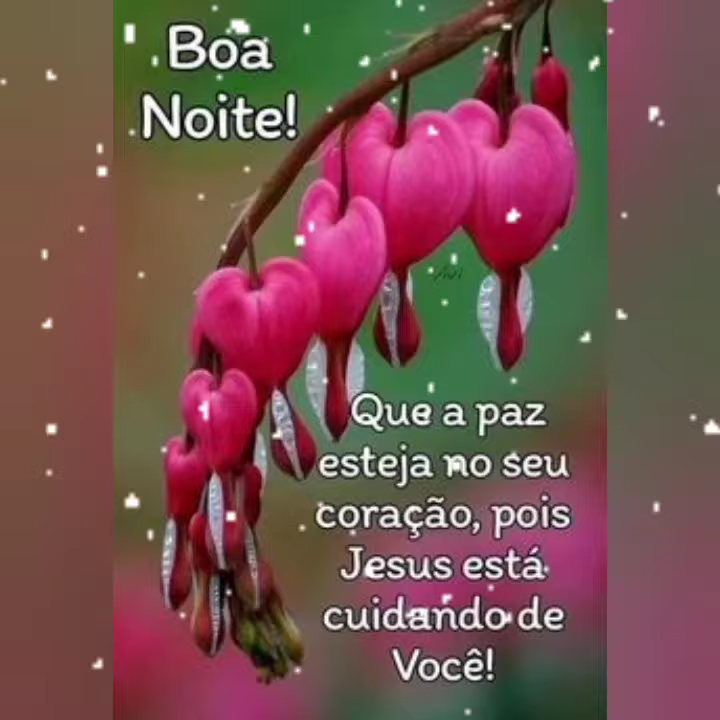 Boa
Noite!
Que a paz
esteja no seu
coração, pois
Jesus está
cuidando de
Você!